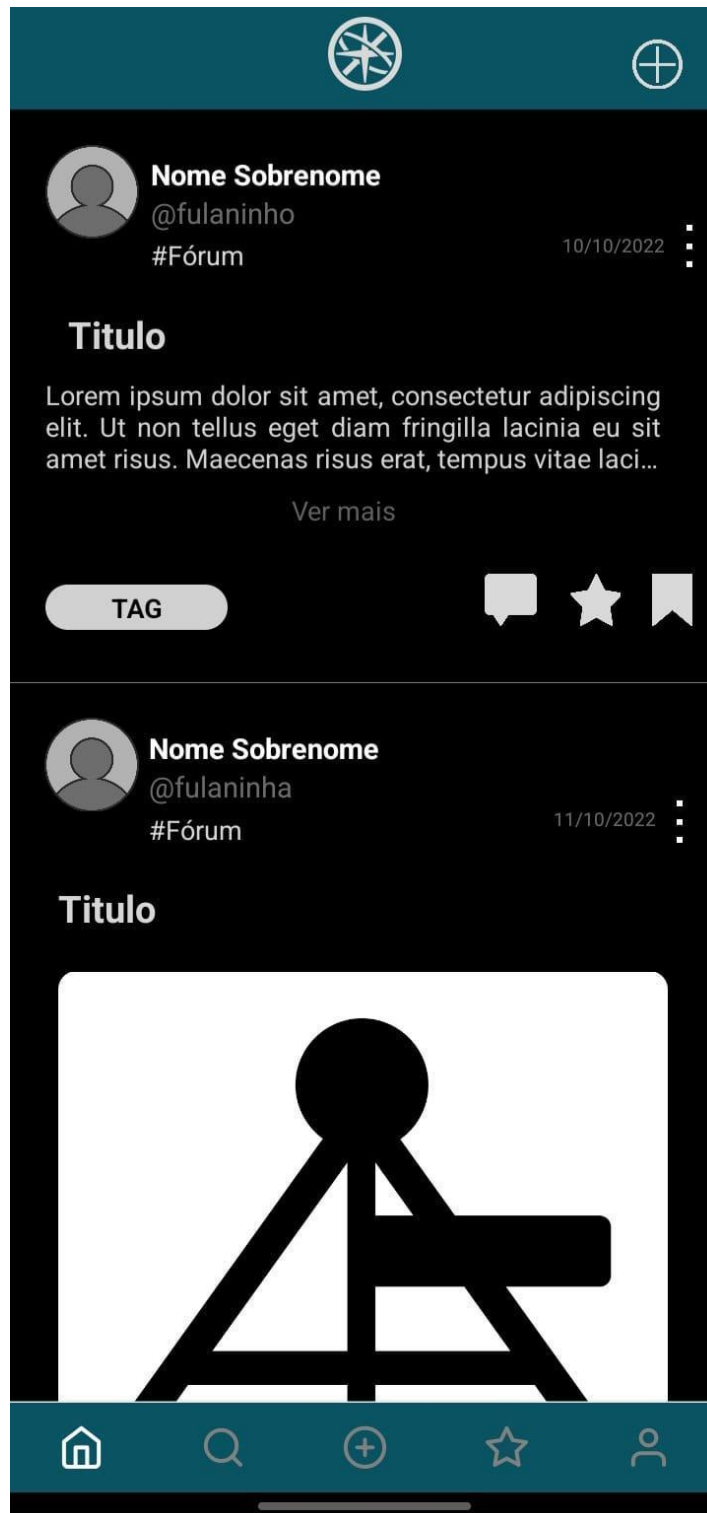 Nome Sobrenome
@fulaninho
#Fórum
10/10/2022
Titulo
Lorem ipsum dolor sit amet, consectetur adipiscing
elit. Ut non tellus eget diam fringilla lacinia eu sit
amet risus. Maecenas risus erat, tempus vitae laci...
Ver mais
TAG
Nome Sobrenome
@fulaninha
#Fórum
11/10/2022
Titulo